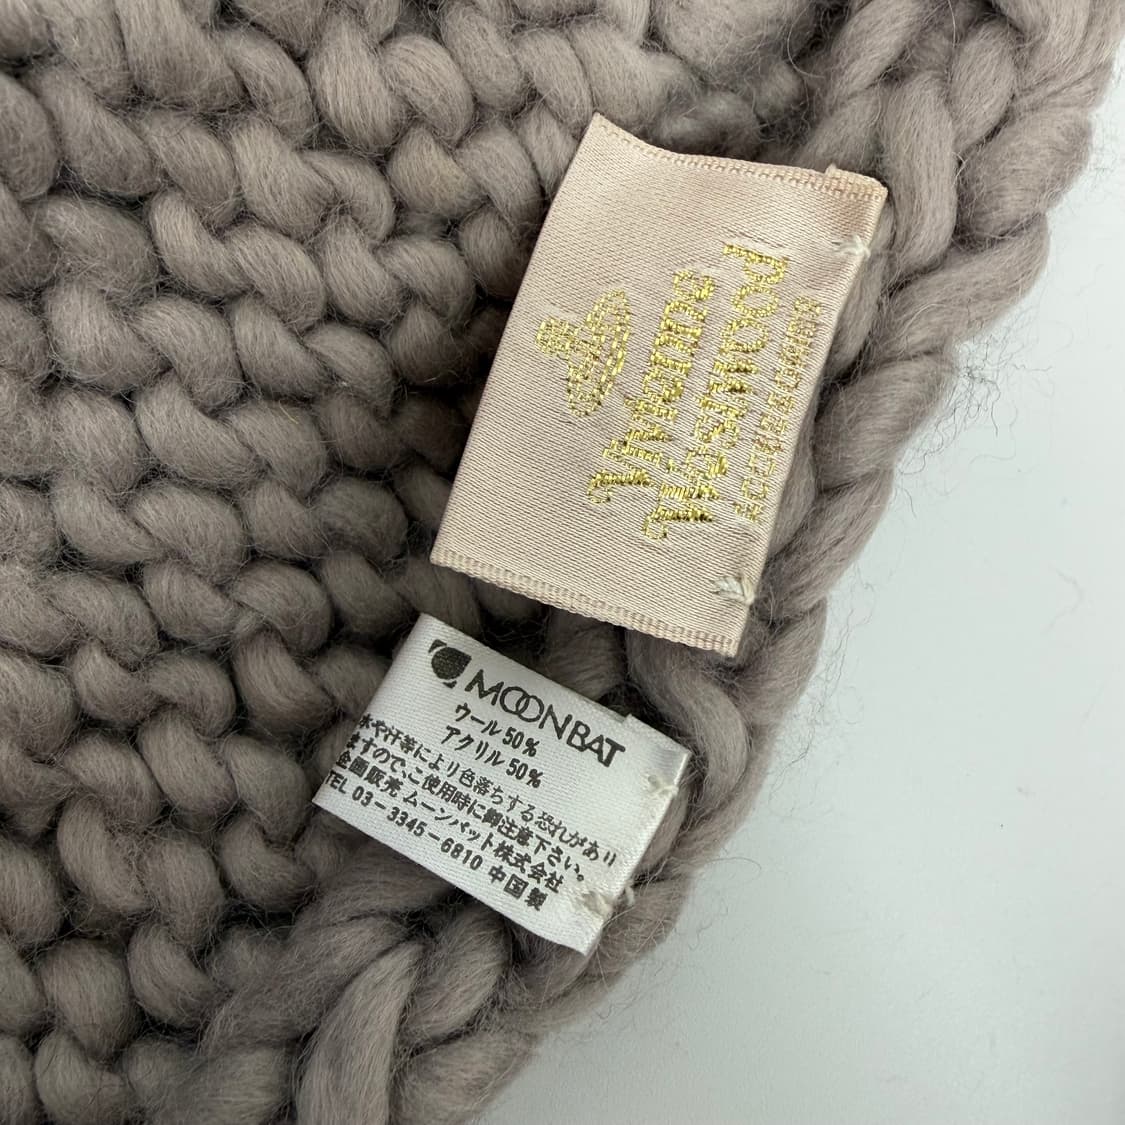 Vivienne
Westwood
ACCESSORIES
MOONBAT
ウール 50%
アクリル 50%
水や汗等により色落ちする恐れがあり
ますので、ご使用時に御注意下さい。
企画販売 ムーンバット株式会社
TEL 03-3345-6810 中国製